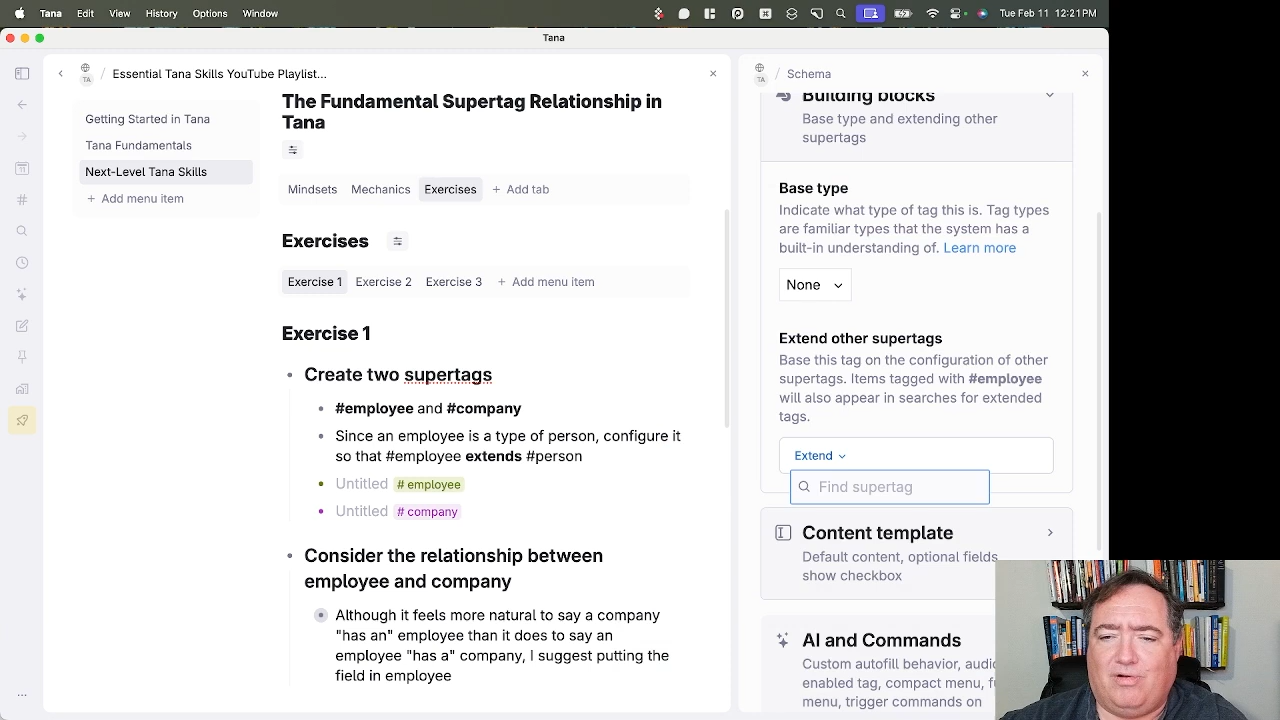 Tana Edit View History Options Window
Tue Feb 11 12:21 PM
Tana
TA / Essential Tana Skills YouTube Playlist...
TA / Schema
Getting Started in Tana
Tana Fundamentals
Next-Level Tana Skills
+ Add menu item
The Fundamental Supertag Relationship in
Tana
Mindsets Mechanics Exercises + Add tab
Exercises
Exercise 1 Exercise 2 Exercise 3 + Add menu item
Exercise 1
Create two supertags
#employee and #company
Since an employee is a type of person, configure it
so that #employee extends #person
Untitled # employee
Untitled # company
Consider the relationship between
employee and company
Although it feels more natural to say a company
"has an" employee than it does to say an
employee "has a" company, I suggest putting the
field in employee
Building blocks
Base type and extending other
supertags
Base type
Indicate what type of tag this is. Tag types
are familiar types that the system has a
built-in understanding of. Learn more
None
Extend other supertags
Base this tag on the configuration of other
supertags. Items tagged with #employee
will also appear in searches for extended
tags.
Extend
Find supertag
Content template
Default content, optional fields
show checkbox
AI and Commands
Custom autofill behavior, audio
enabled tag, compact menu, fu
menu, trigger commands on